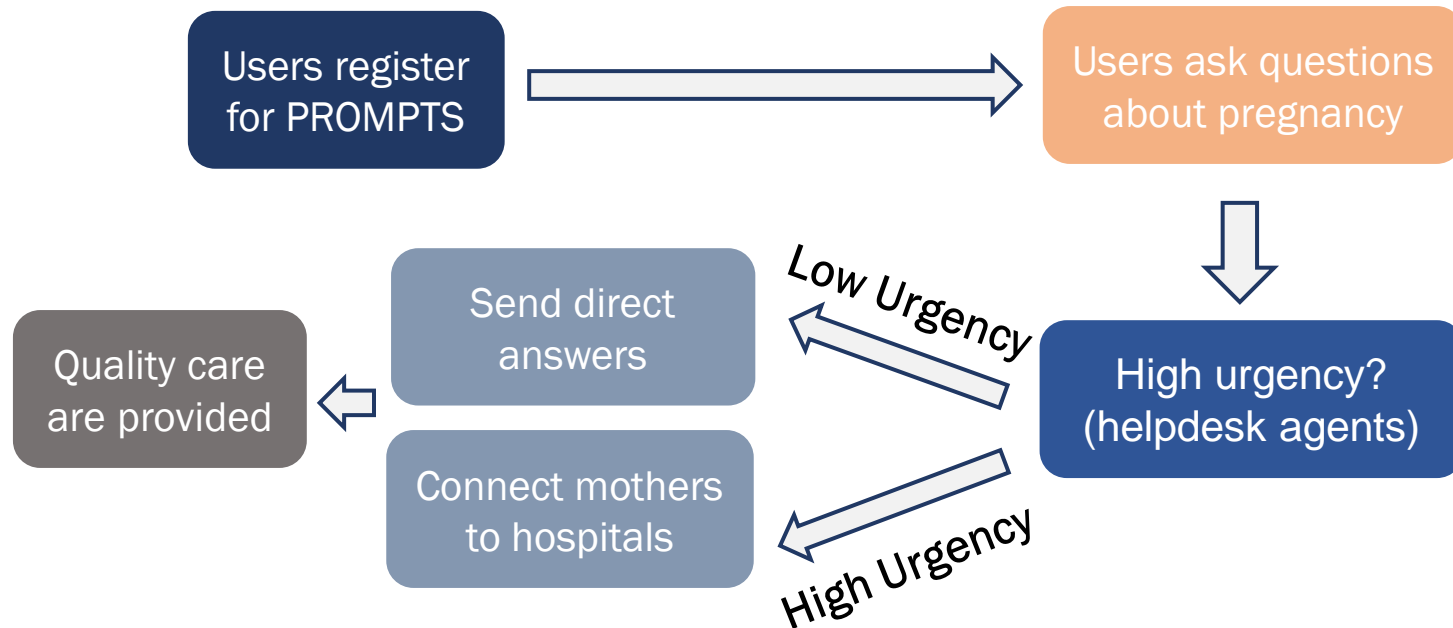 Users register
for PROMPTS
Users ask questions
about pregnancy
High urgency?
(helpdesk agents)
Low Urgency
Send direct
answers
High Urgency
Connect mothers
to hospitals
Quality care
are provided